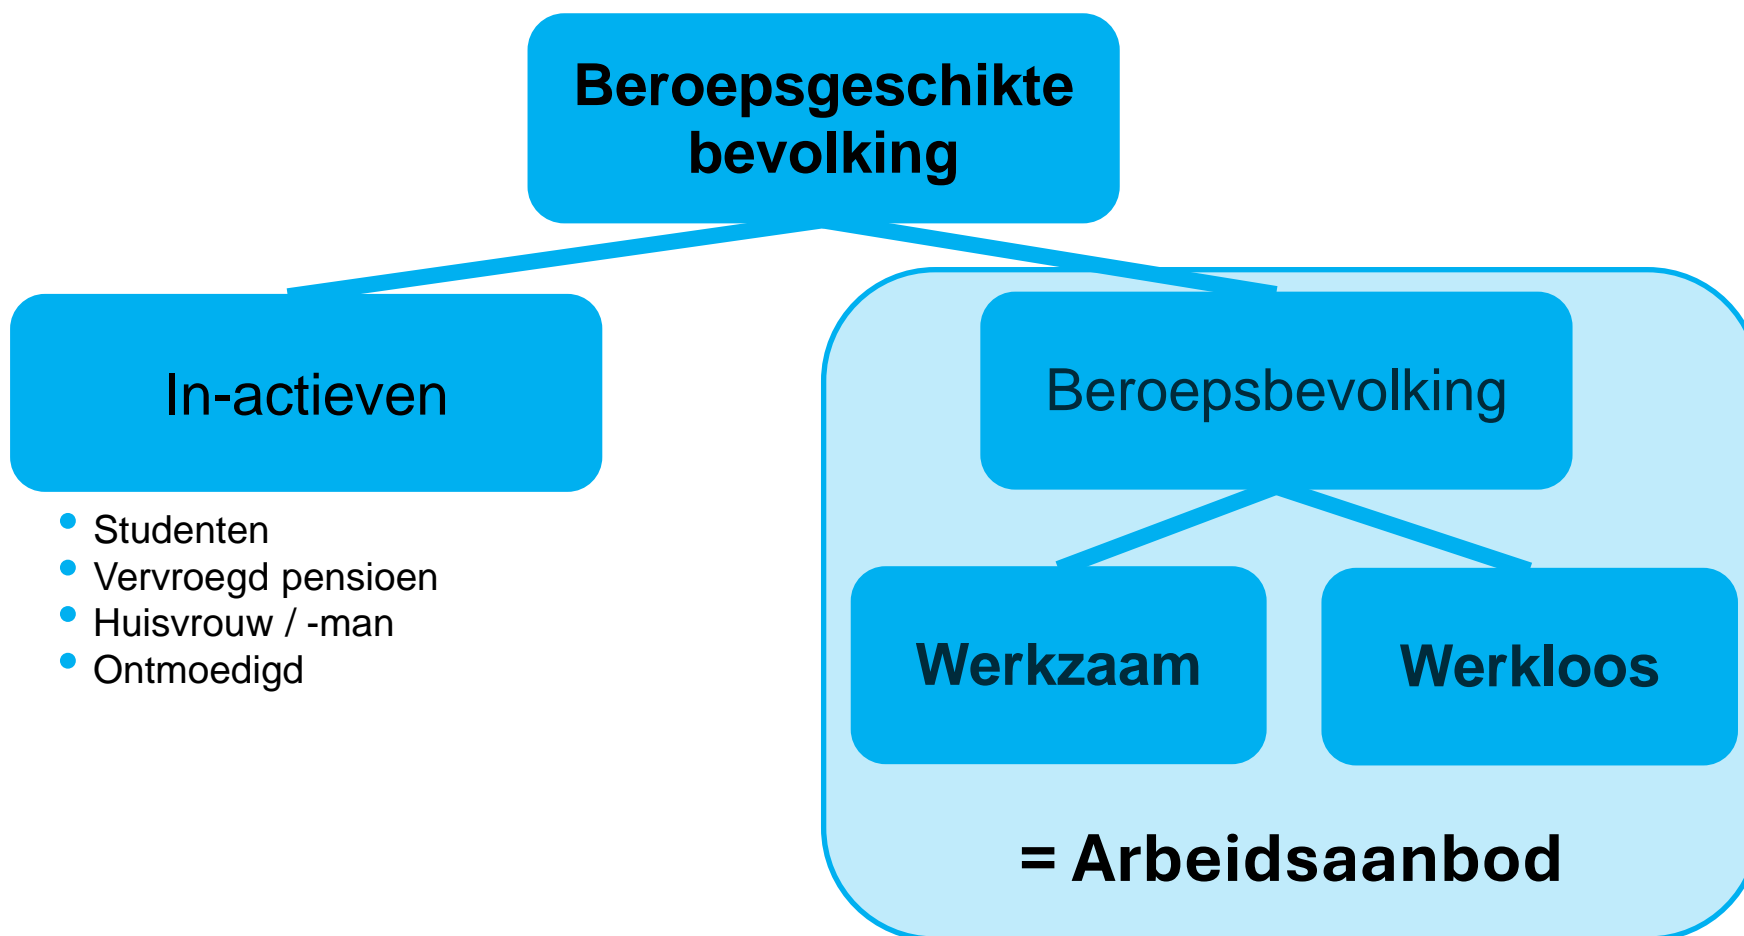 Beroepsgeschikte
bevolking
In-actieven
• Studenten
• Vervroegd pensioen
• Huisvrouw / -man
• Ontmoedigd
Beroepsbevolking
Werkzaam
Werkloos
= Arbeidsaanbod